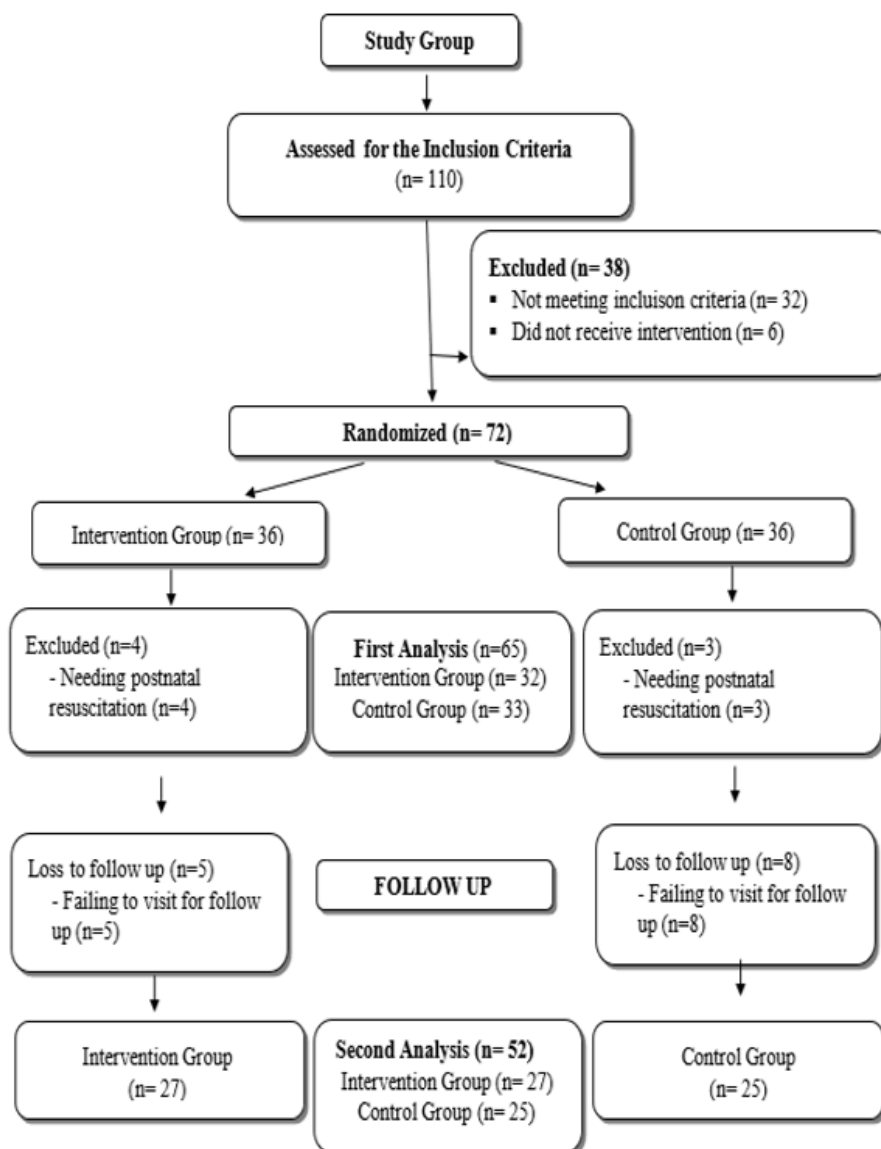 Study Group
Assessed for the Inclusion Criteria
(n= 110)
Excluded (n= 38)
▪ Not meeting incluison criteria (n= 32)
▪ Did not receive intervention (n= 6)
Randomized (n= 72)
Intervention Group (n= 36)
Control Group (n= 36)
Excluded (n=4)
- Needing postnatal
resuscitation (n=4)
First Analysis (n=65)
Intervention Group (n= 32)
Control Group (n= 33)
Excluded (n=3)
- Needing postnatal
resuscitation (n=3)
Loss to follow up (n=5)
- Failing to visit for follow
up (n=5)
FOLLOW UP
Loss to follow up (n=8)
- Failing to visit for follow
up (n=8)
Intervention Group
(n= 27)
Second Analysis (n= 52)
Intervention Group (n= 27)
Control Group (n= 25)
Control Group
(n= 25)